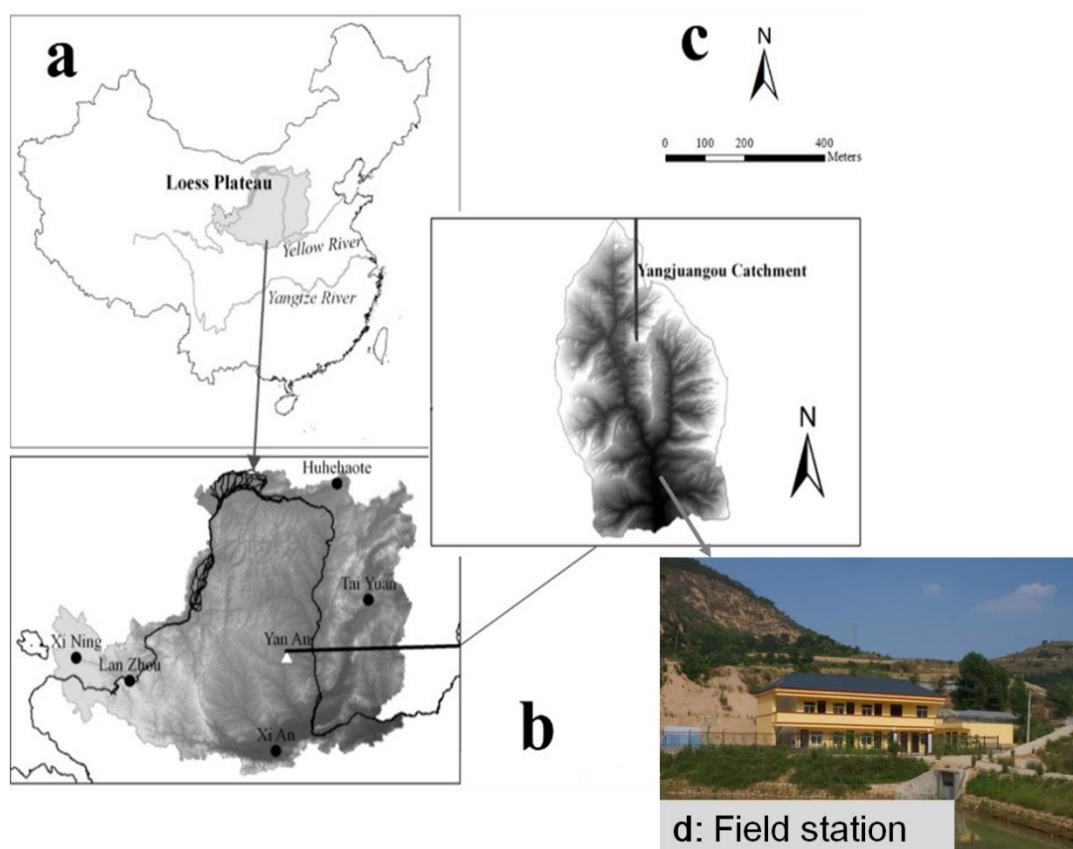 a
Loess Plateau
Yellow River
Yangtze River
c
N
0 100 200 400
Meters
Yangjuangou Catchment
N
Huhehaote
Tai Yuan
Yan An
Xi Ning
Lan Zhou
Xi An
b
d: Field station